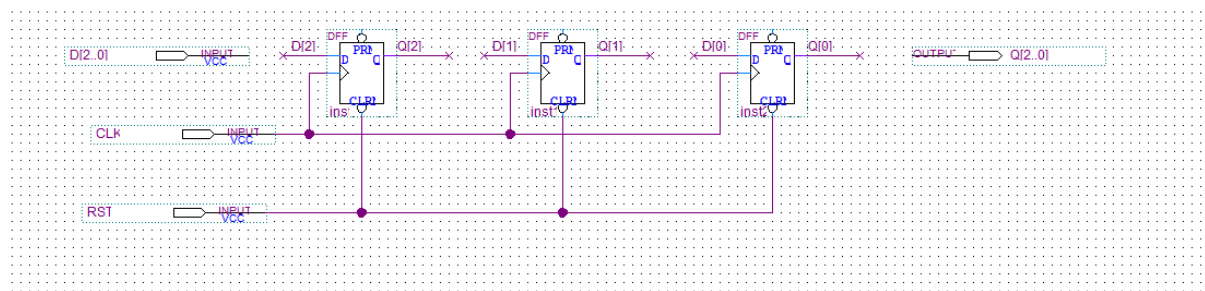 D[2..0] INPUT VCC
DFF D[2] PRN Q[2] D Q CLRN inst
DFF D[1] PRN Q[1] D Q CLRN inst1
DFF D[0] PRN Q[0] D Q CLRN inst2
OUTPUT Q[2..0]
CLK INPUT VCC
RST INPUT VCC